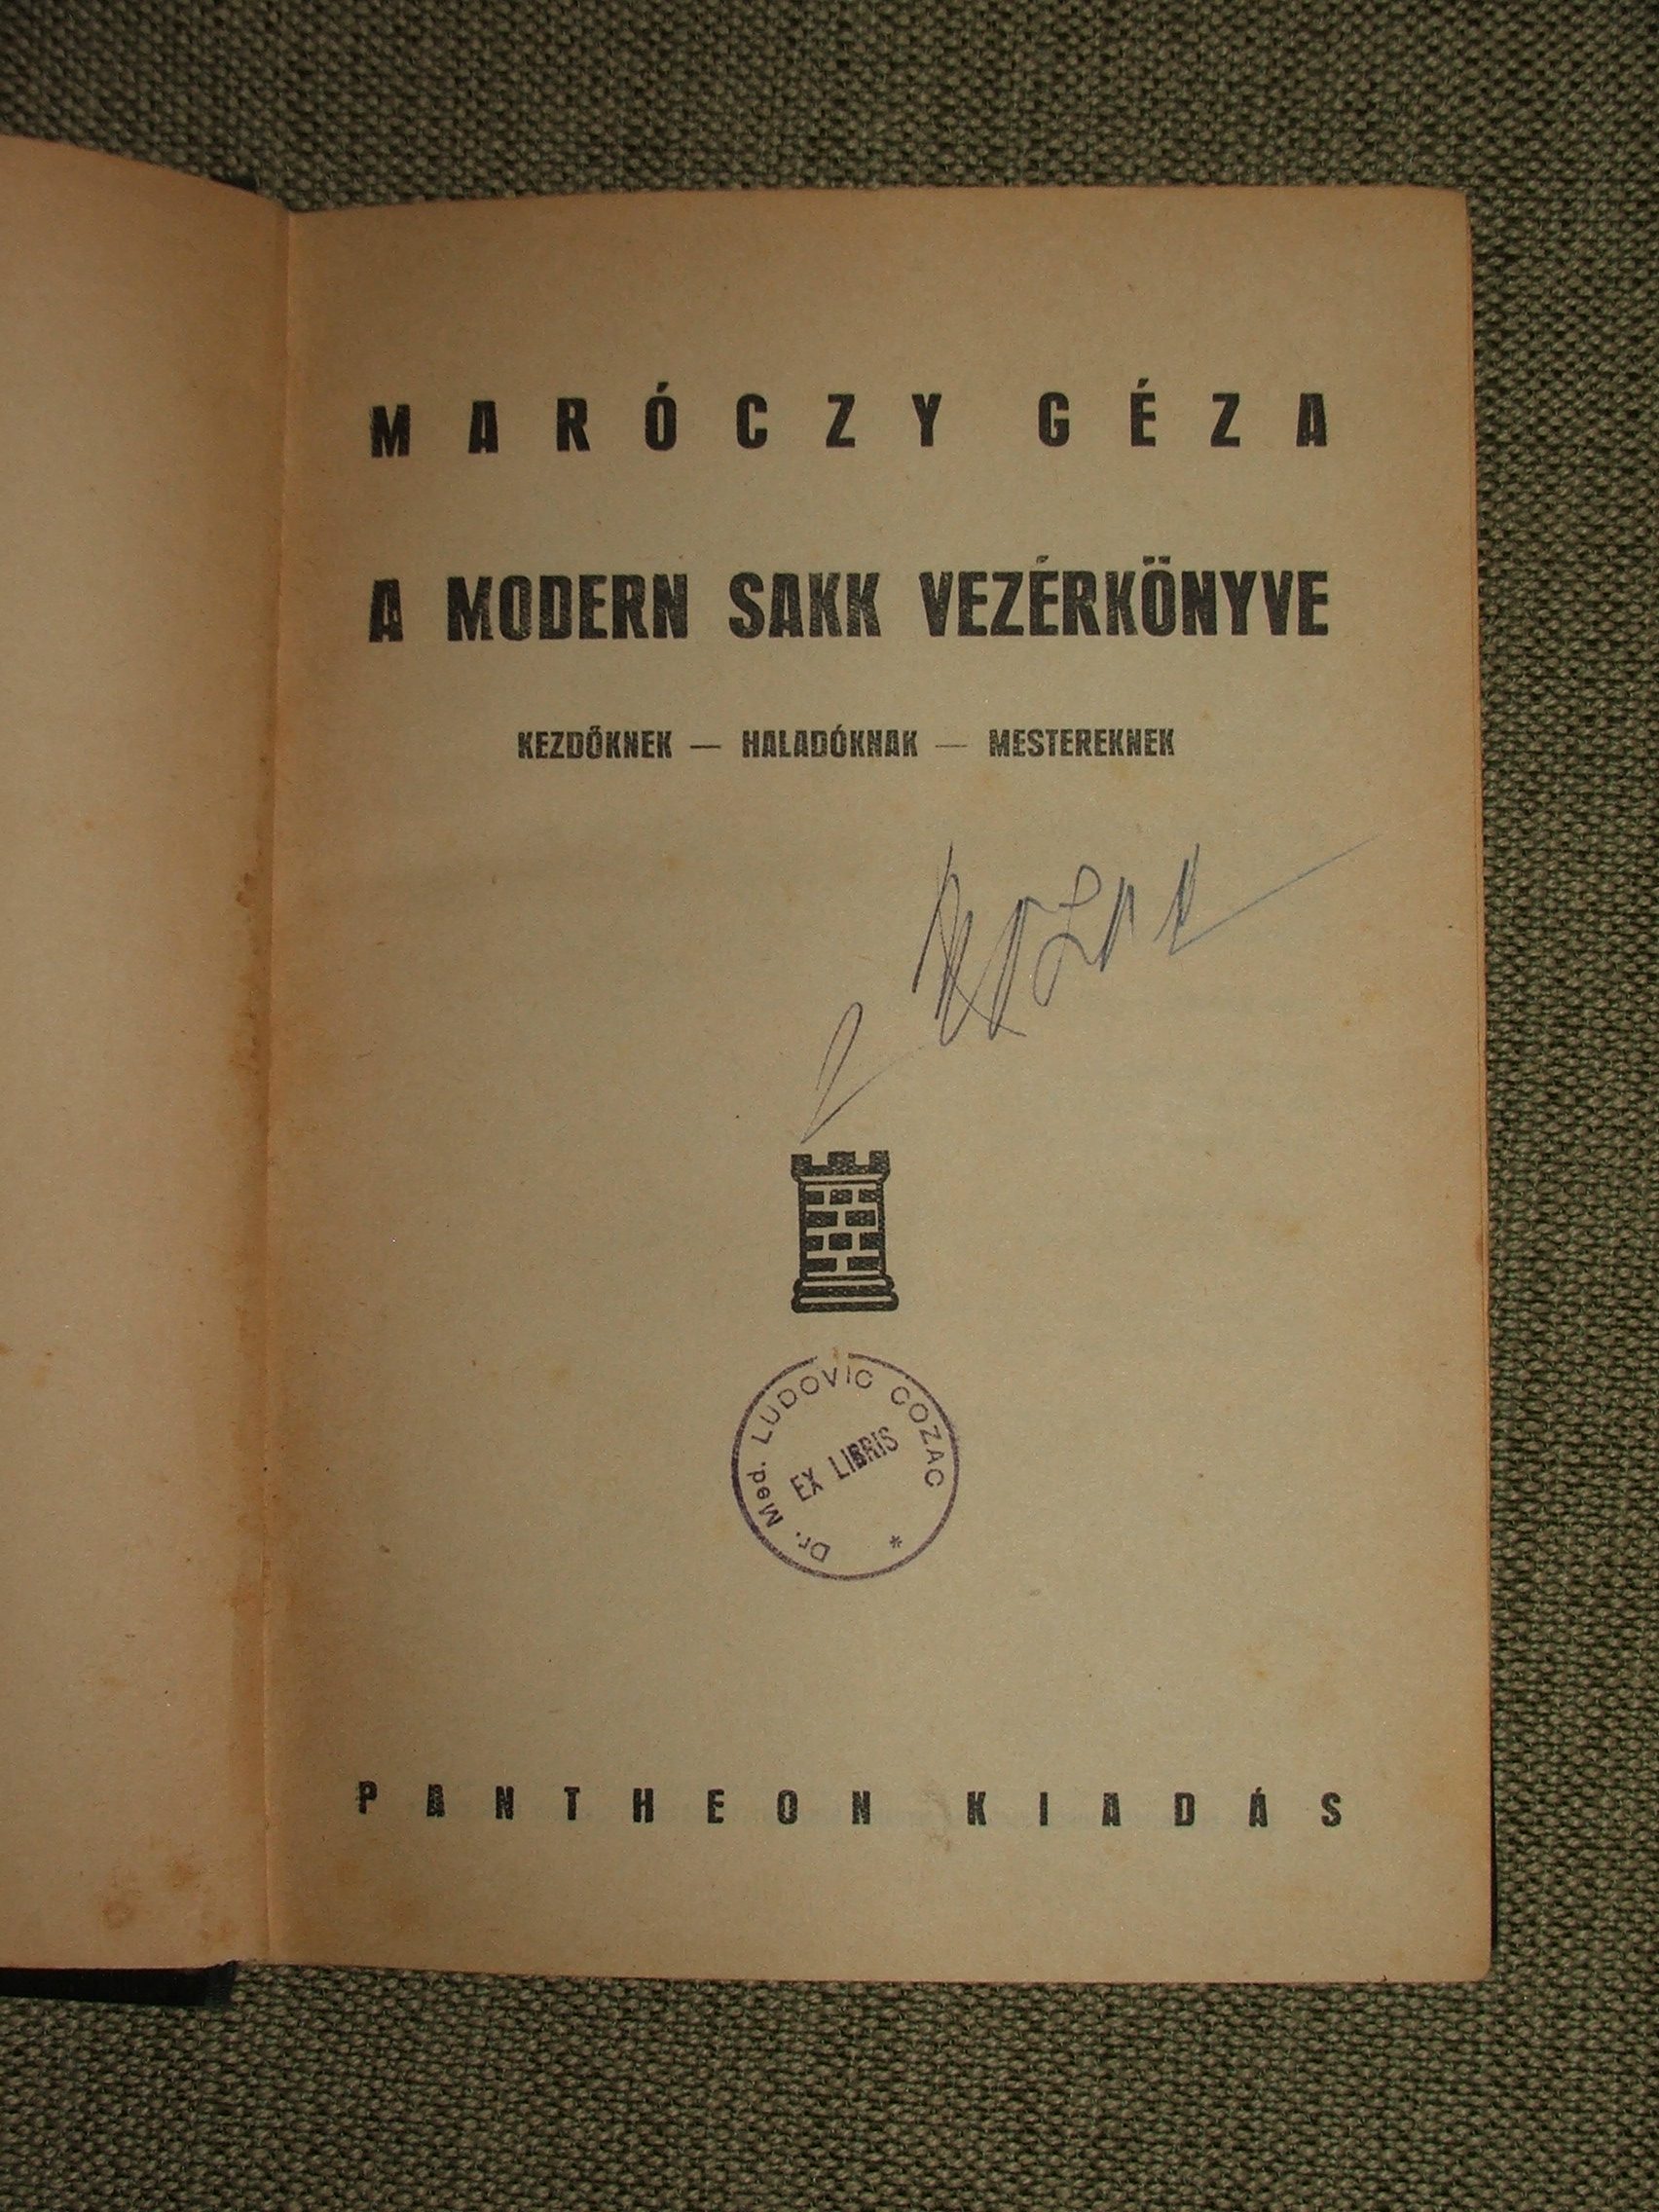 MARÓCZY GÉZA
A MODERN SAKK VEZÉRKÖNYVE
KEZDŐKNEK — HALADÓKNAK — MESTEREKNEK
Dr. Med. LUDOVIC COZAC
EX LIBRIS
*
PANTHEON KIADÁS